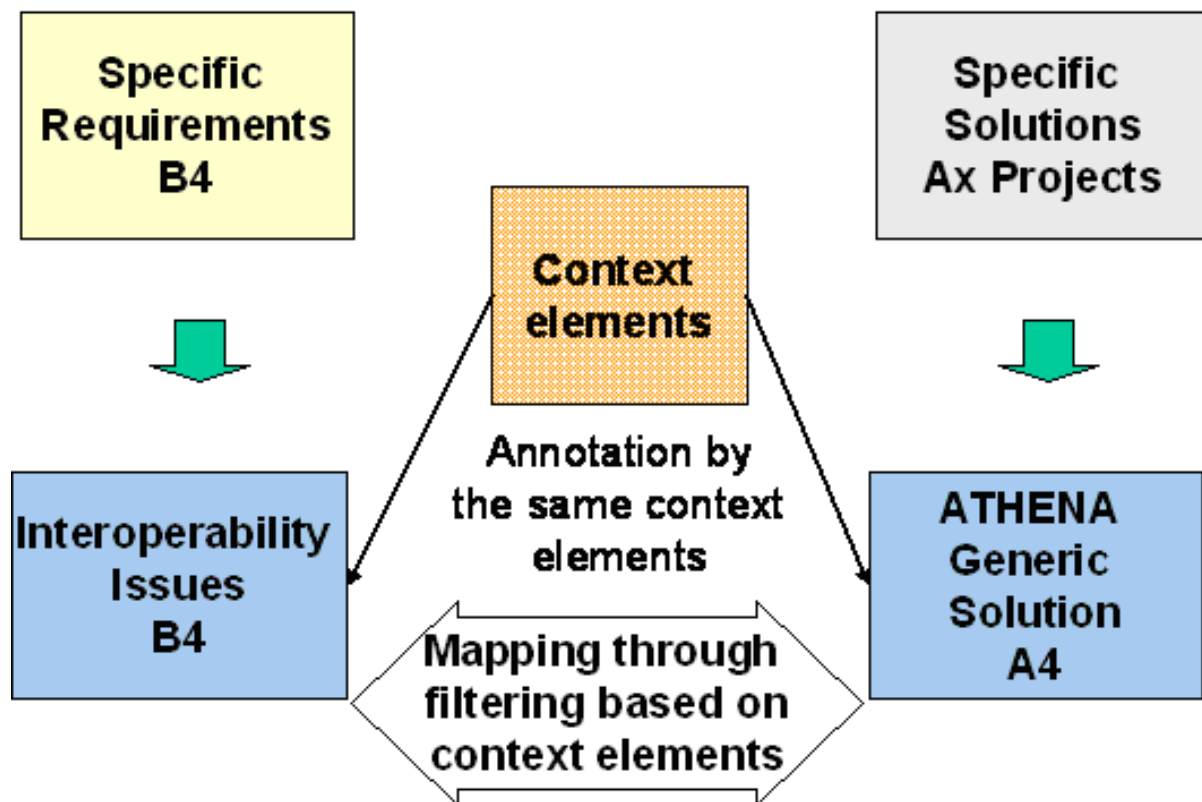 Specific
Requirements
B4
Specific
Solutions
Ax Projects
Context
elements
Annotation by
the same context
elements
Interoperability
Issues
B4
ATHENA
Generic
Solution
A4
Mapping through
filtering based on
context elements